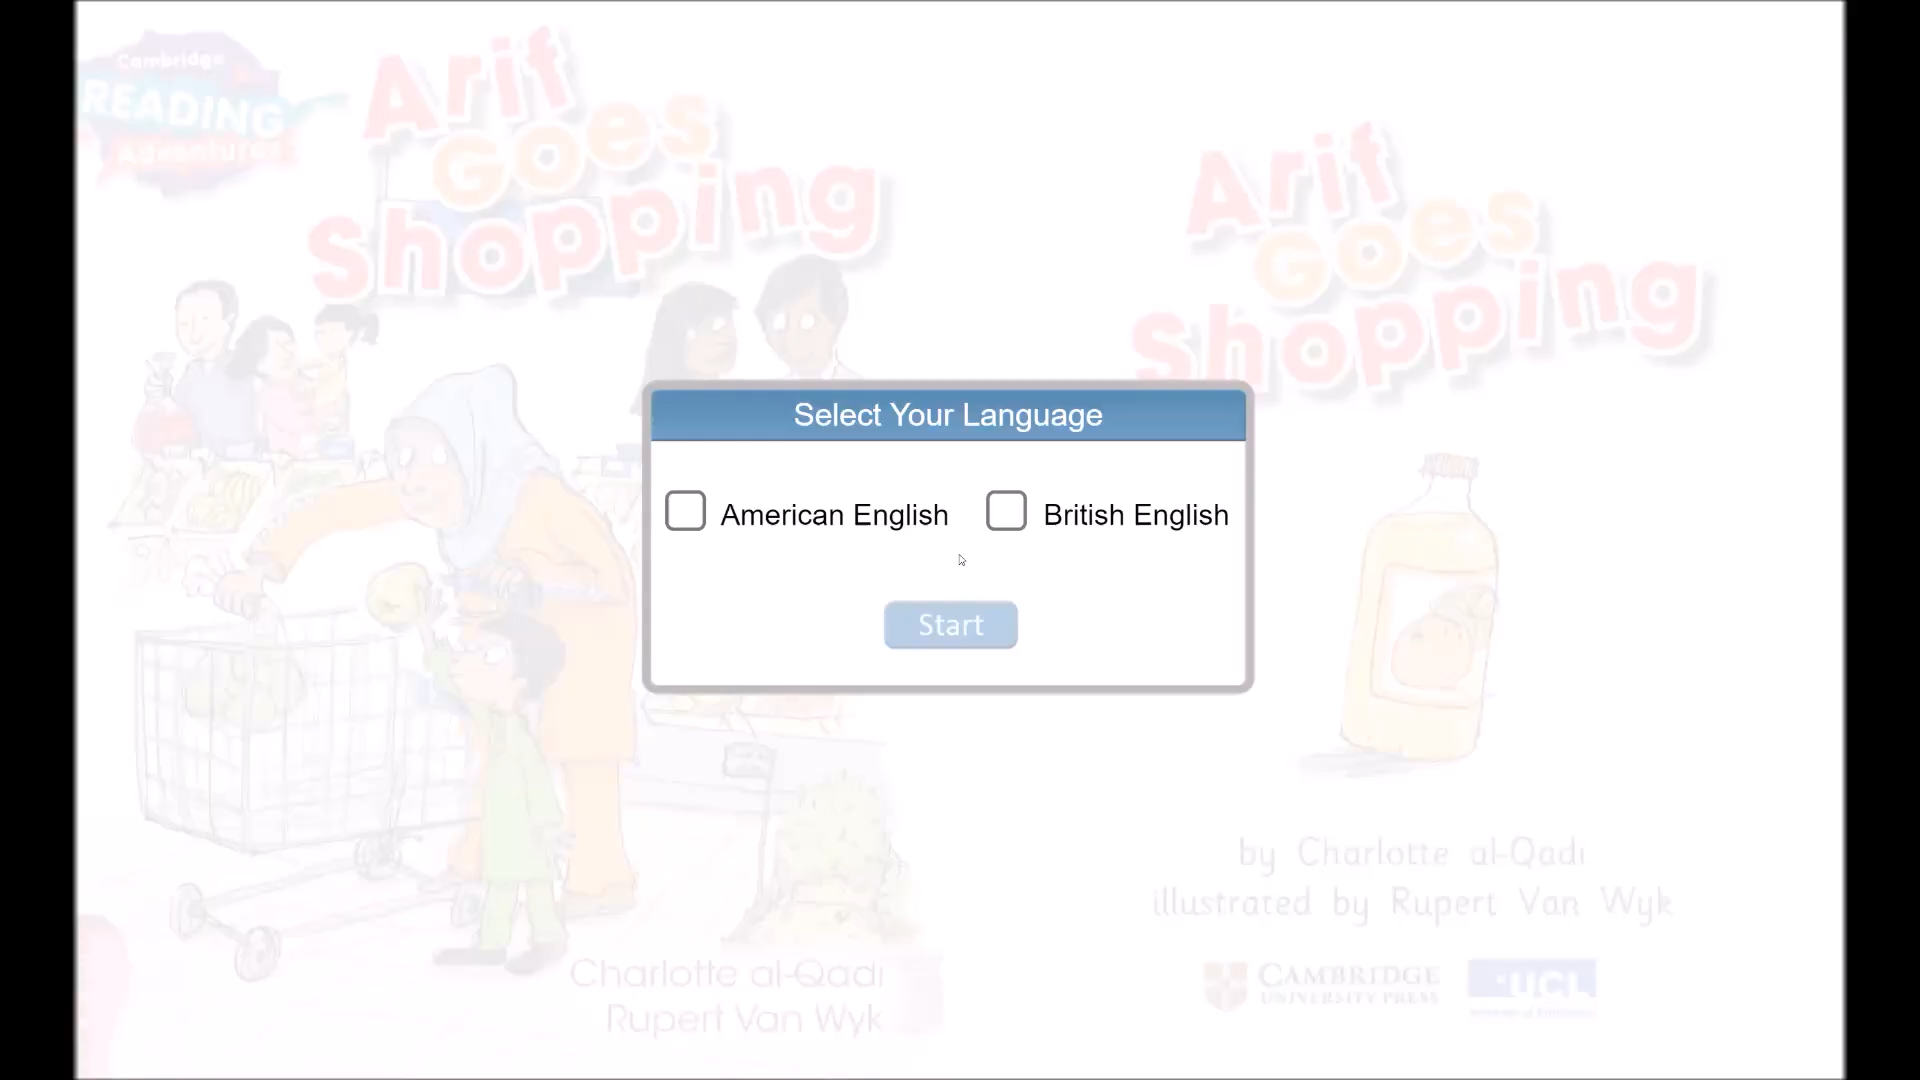 Cambridge
READING
Adventures
Arif
Goes
Shopping
Arif
Goes
Shopping
Select Your Language
American English
British English
Start
by Charlotte al-Qadi
illustrated by Rupert Van Wyk
Charlotte al-Qadi
Rupert Van Wyk
CAMBRIDGE
UNIVERSITY PRESS
UCL